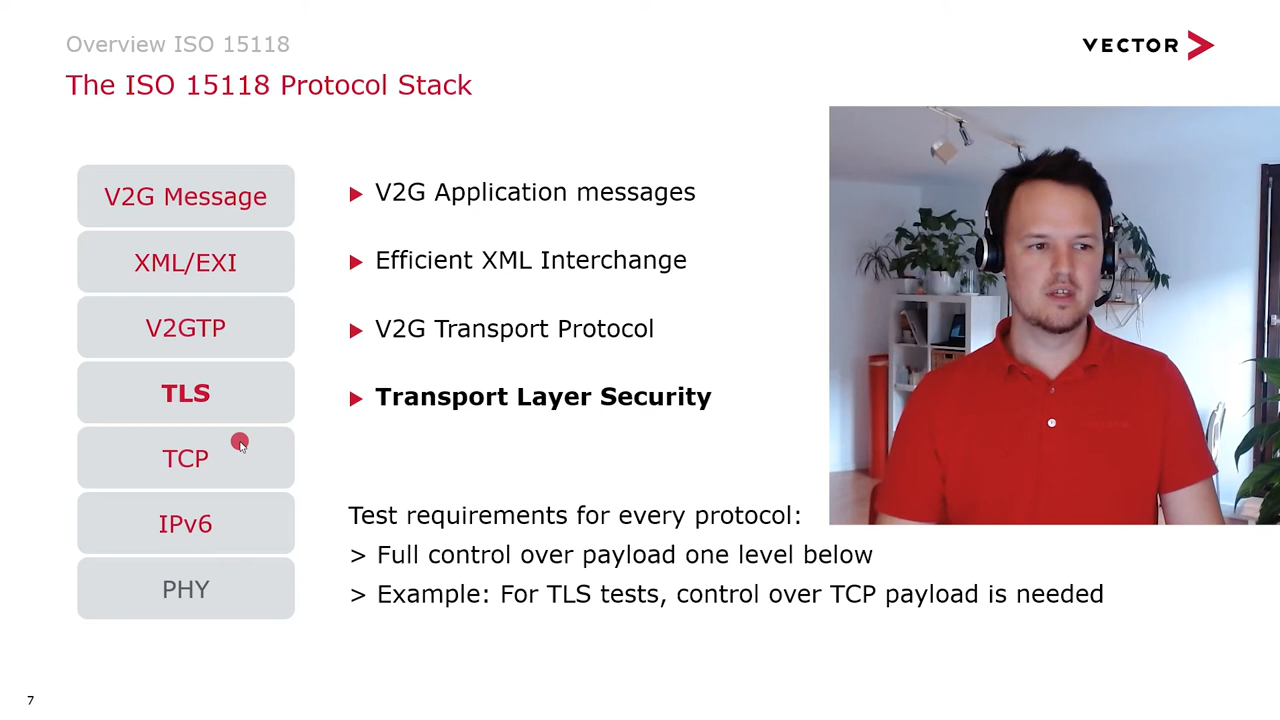 Overview ISO 15118
The ISO 15118 Protocol Stack
VECTOR
V2G Message
V2G Application messages
XML/EXI
Efficient XML Interchange
V2GTP
V2G Transport Protocol
TLS
Transport Layer Security
TCP
IPv6
PHY
Test requirements for every protocol:
> Full control over payload one level below
> Example: For TLS tests, control over TCP payload is needed
7